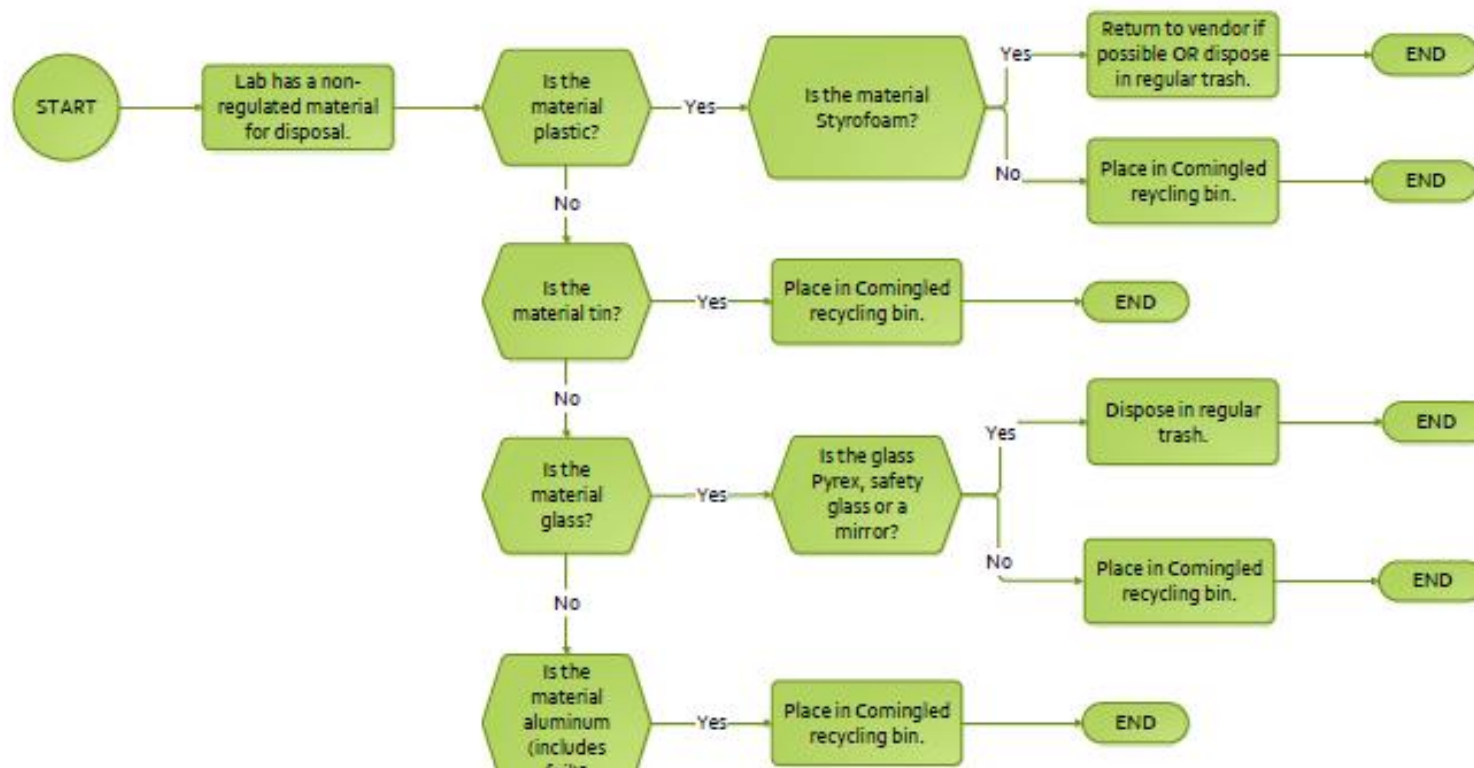 START
Lab has a non-
regulated material
for disposal.
Is the
material
plastic?
Yes
Is the material
Styrofoam?
Yes
Return to vendor if
possible OR dispose
in regular trash.
END
No
Place in Comingled
reycling bin.
END
No
Is the
material tin?
Yes
Place in Comingled
recycling bin.
END
No
Is the
material
glass?
Yes
Is the glass
Pyrex, safety
glass or a
mirror?
Yes
Dispose in regular
trash.
END
No
Place in Comingled
recycling bin.
END
No
Is the
material
aluminum
(includes
Yes
Place in Comingled
recycling bin.
END